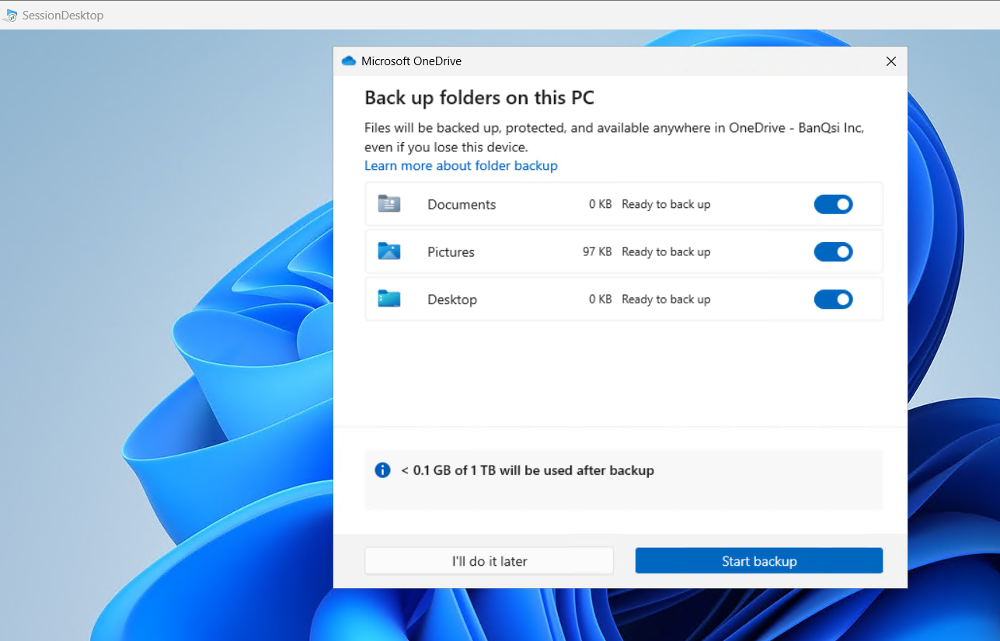 SessionDesktop
Microsoft OneDrive
Back up folders on this PC
Files will be backed up, protected, and available anywhere in OneDrive - BanQsi Inc,
even if you lose this device.
Learn more about folder backup
Documents 0 KB Ready to back up
Pictures 97 KB Ready to back up
Desktop 0 KB Ready to back up
< 0.1 GB of 1 TB will be used after backup
I'll do it later Start backup